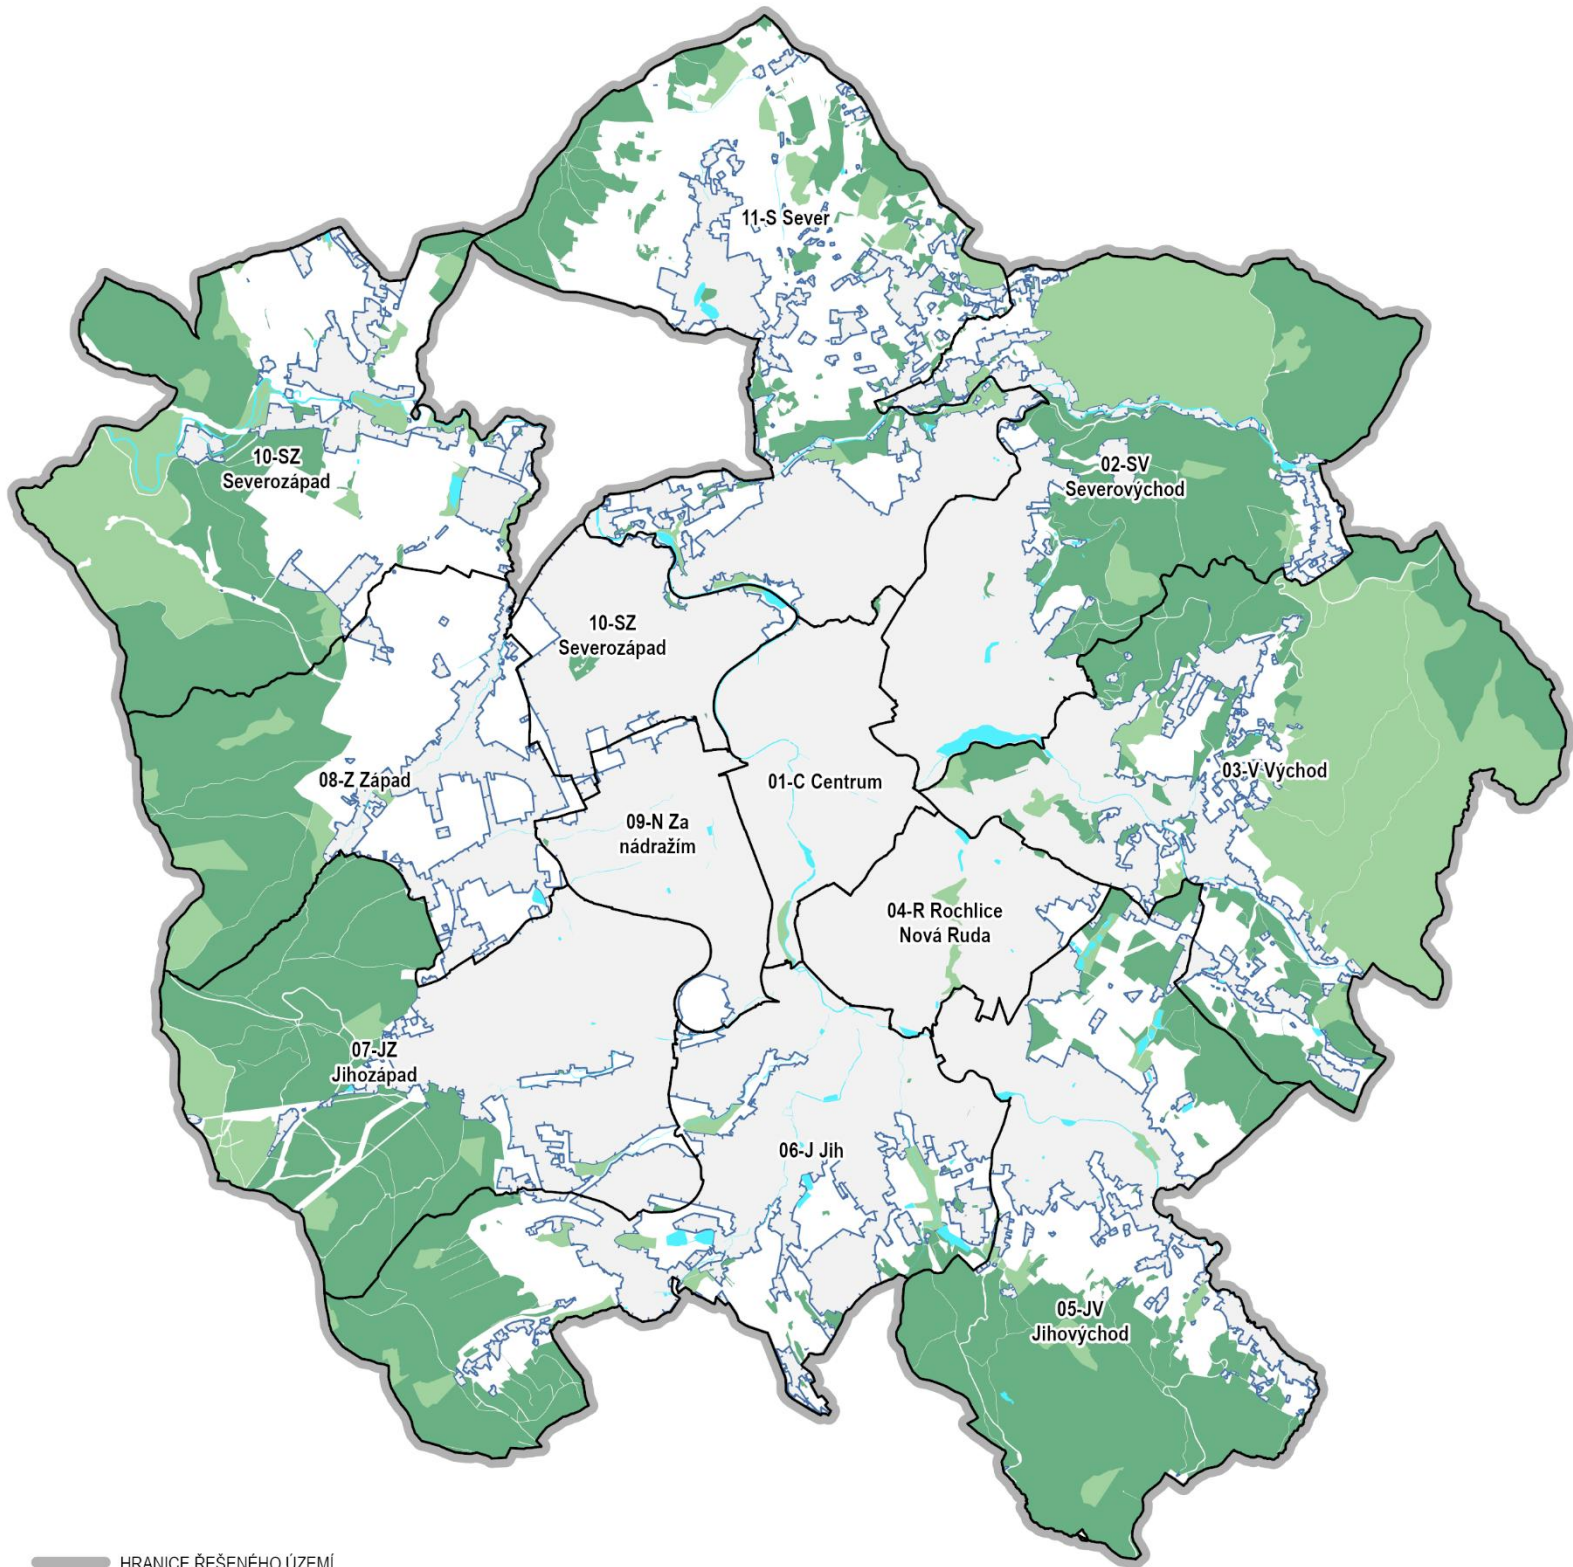 11-S Sever
10-SZ
Severozápad
02-SV
Severovýchod
10-SZ
Severozápad
08-Z Západ
01-C Centrum
03-V Východ
09-N Za
nádražím
04-R Rochlice
Nová Ruda
07-JZ
Jihozápad
06-J Jih
05-JV
Jihovýchod
HRANICE ŘEŠENÉHO ÚZEMÍ